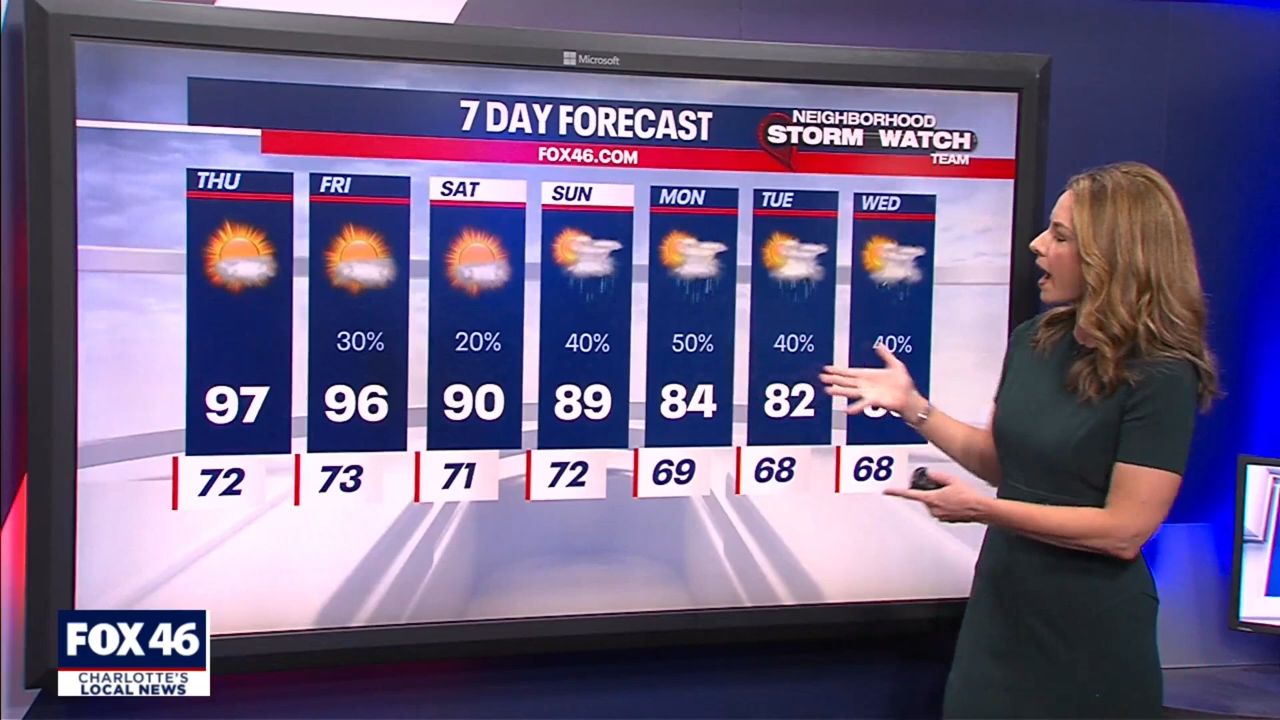 Microsoft
7 DAY FORECAST
NEIGHBORHOOD
STORM WATCH
TEAM
FOX46.COM
THU FRI SAT SUN MON TUE WED
30% 20% 40% 50% 40% 40%
97 96 90 89 84 82
72 73 71 72 69 68 68
FOX 46
CHARLOTTE'S
LOCAL NEWS